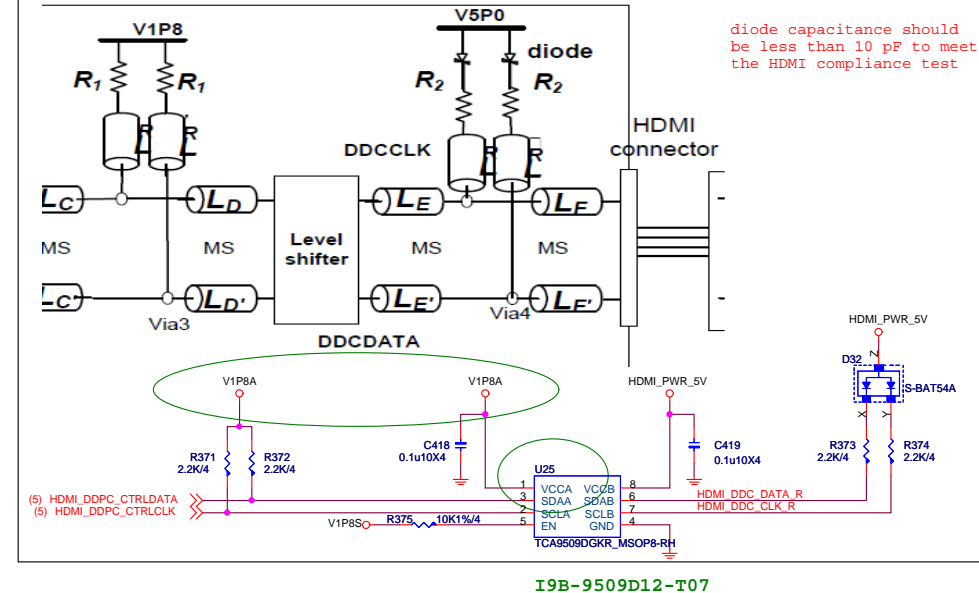 V1P8
V5P0
diode
R1
R1
R2
R2
diode capacitance should
be less than 10 pF to meet
the HDMI compliance test
R
L
R
L
R
L
R
L
DDCCLK
HDMI
connector
LC
LD
LE
LF
MS
MS
Level
shifter
MS
MS
LC'
LD'
LE'
LF'
Via3
Via4
DDCDATA
HDMI_PWR_5V
V1P8A
V1P8A
HDMI_PWR_5V
D32
Z
S-BAT54A
X
Y
R371
2.2K/4
R372
2.2K/4
C418
0.1u10X4
C419
0.1u10X4
R373
2.2K/4
R374
2.2K/4
U25
(5) HDMI_DDPC_CTRLDATA
(5) HDMI_DDPC_CTRLCLK
1 VCCA VCCB 8
3 SDAA SDAB 6
2 SCLA SCLB 7
5 EN GND 4
HDMI_DDC_DATA_R
HDMI_DDC_CLK_R
V1P8S
R375
10K1%/4
TCA9509DGKR_MSOP8-RH
I9B-9509D12-T07